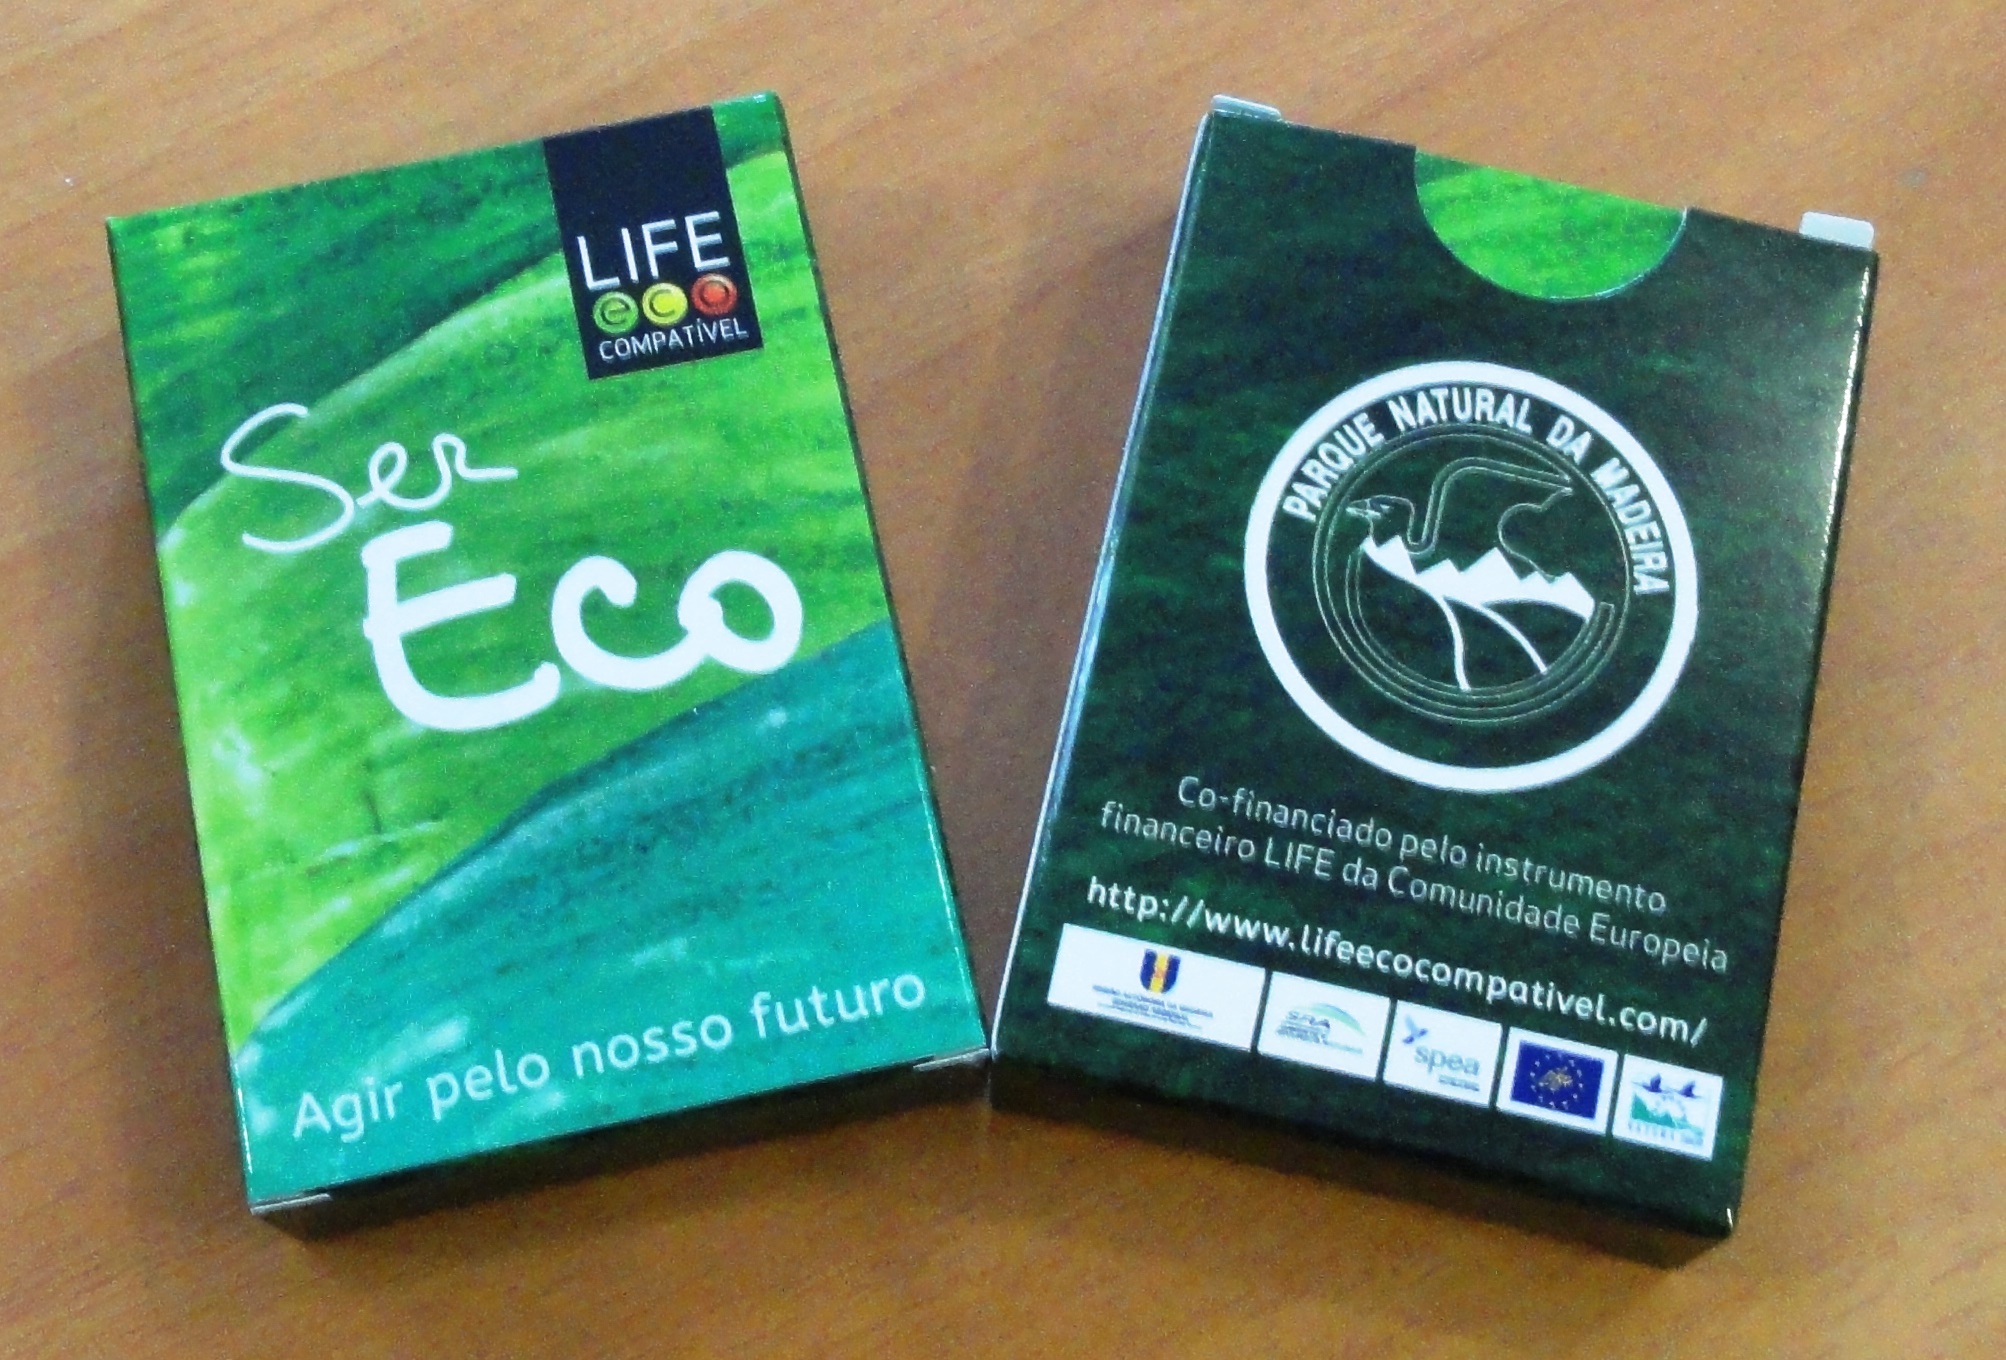 LIFE
eco
COMPATÍVEL
Ser
Eco
Agir pelo nosso futuro
PARQUE NATURAL DA MADEIRA
Co-financiado pelo instrumento
financeiro LIFE da Comunidade Europeia
http://www.lifeecocompativel.com/
SRA
spea